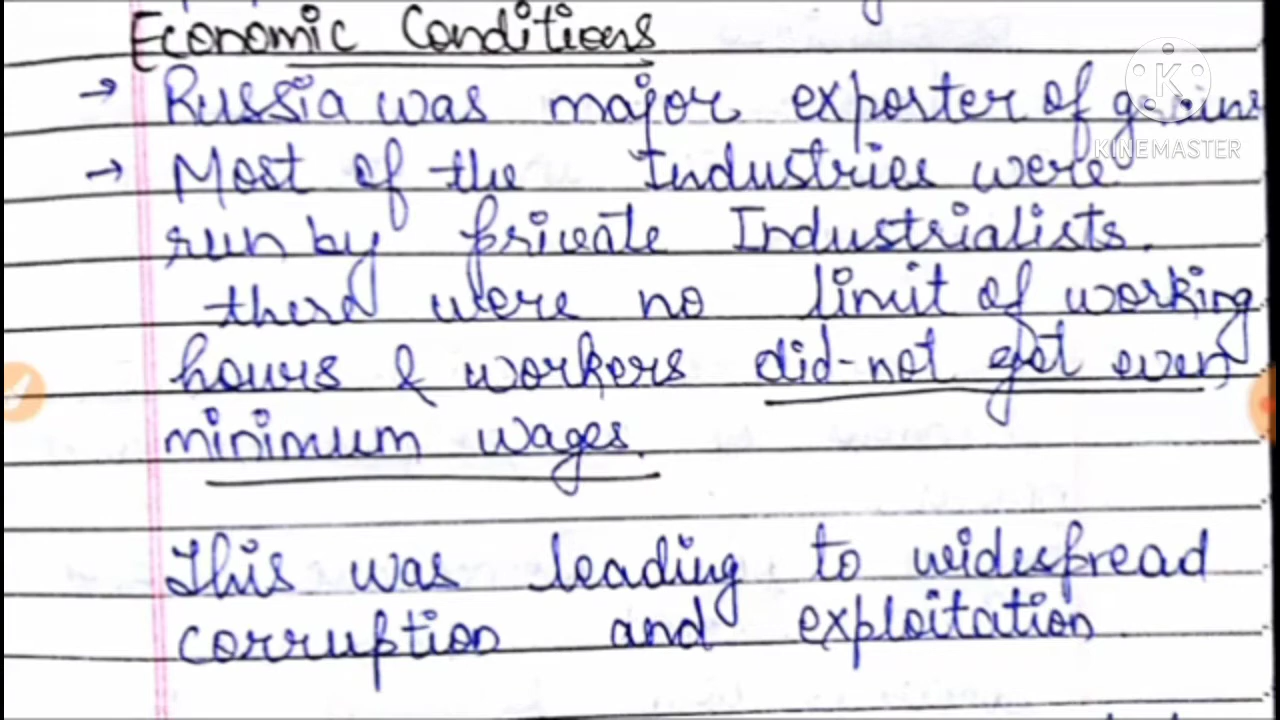 Economic Conditions
→ Russia was major exporter of grains
→ Most of the Industries were
run by private Industrialists.
there were no limit of working
hours & workers did-not get even
minimum wages.
This was leading to widespread
corruption and exploitation
K
KINEMASTER